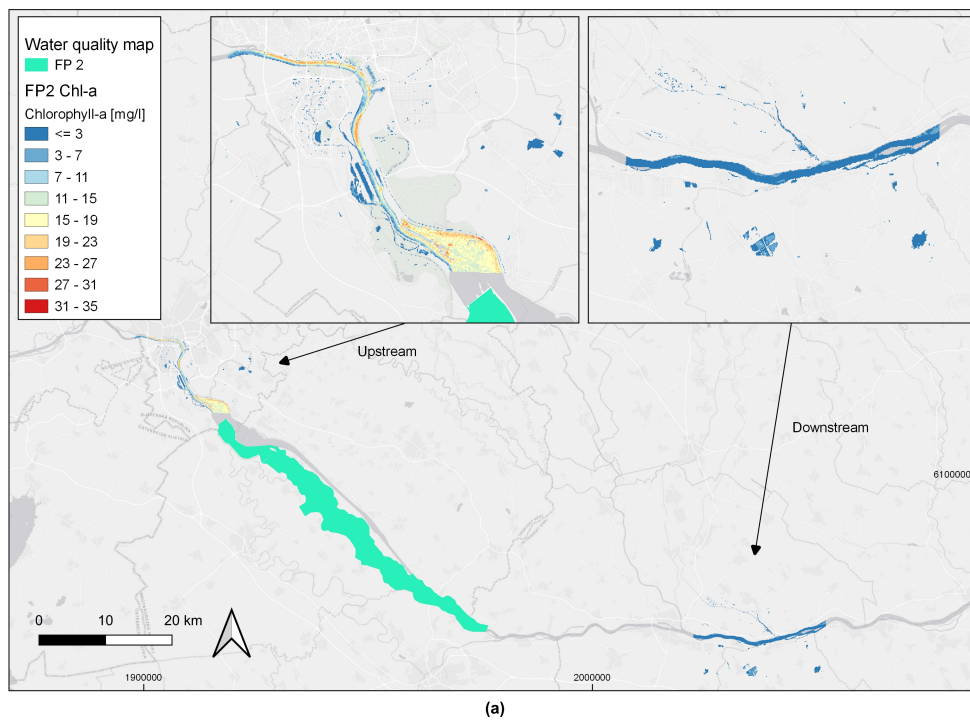 Water quality map
FP 2
FP2 Chl-a
Chlorophyll-a [mg/l]
<= 3
3 - 7
7 - 11
11 - 15
15 - 19
19 - 23
23 - 27
27 - 31
31 - 35
Upstream
Downstream
6100000
0 10 20 km
1900000
2000000
(a)